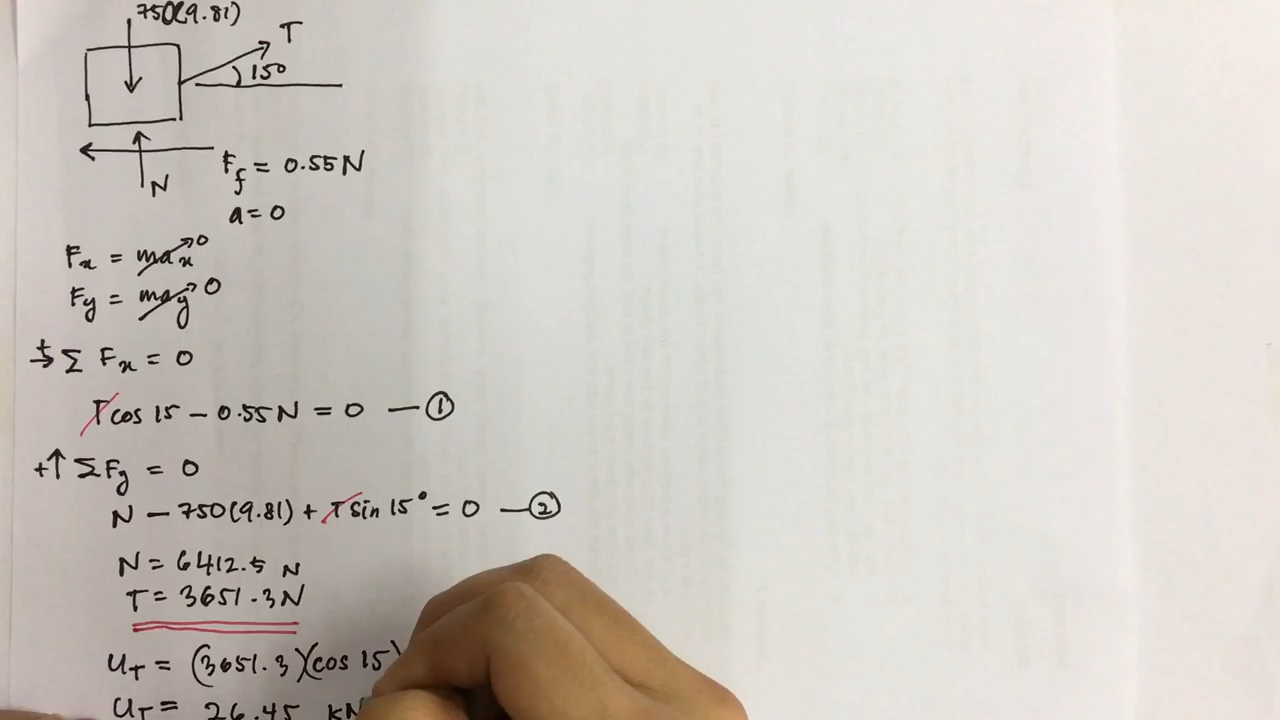 750(9.81)
T
15°
F_f = 0.55N
N
a = 0
F_x = ma_x 0
F_y = ma_y 0
+→ Σ F_x = 0
T cos 15 - 0.55N = 0 — ①
+↑ ΣF_y = 0
N - 750(9.81) + T sin 15° = 0 — ②
N = 6412.5 N
T = 3651.3N
U_T = (3651.3)(cos 15)
U_T = 26.45 kN